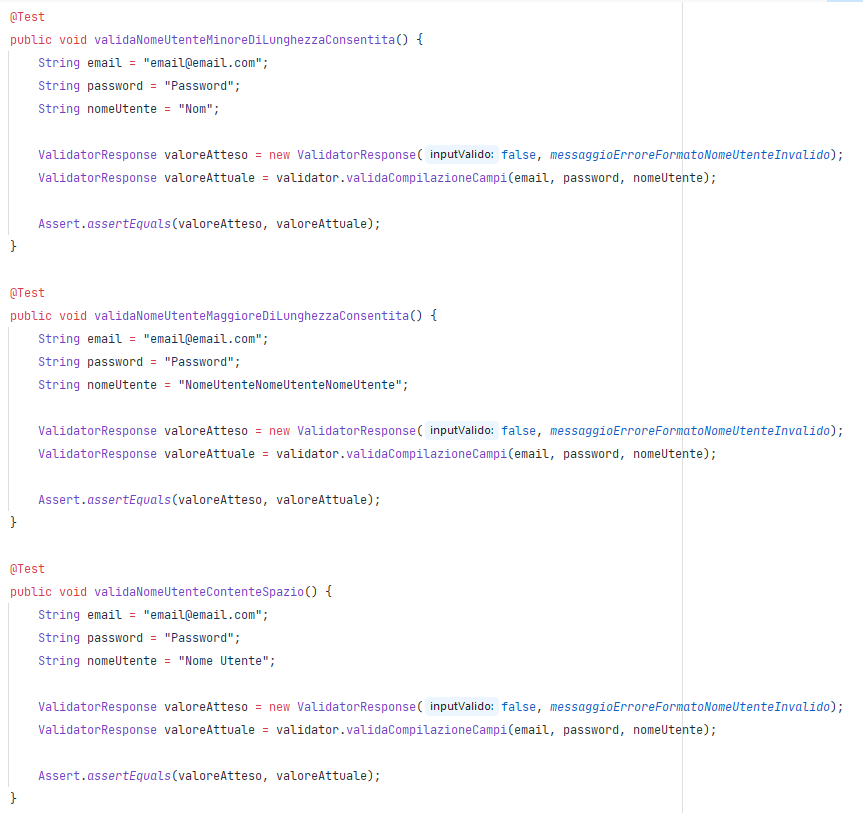 @Test
public void validaNomeUtenteMinoreDiLunghezzaConsentita() {
    String email = "email@email.com";
    String password = "Password";
    String nomeUtente = "Nom";

    ValidatorResponse valoreAtteso = new ValidatorResponse( inputValido: false, messaggioErroreFormatoNomeUtenteInvalido);
    ValidatorResponse valoreAttuale = validator.validaCompilazioneCampi(email, password, nomeUtente);

    Assert.assertEquals(valoreAtteso, valoreAttuale);
}

@Test
public void validaNomeUtenteMaggioreDiLunghezzaConsentita() {
    String email = "email@email.com";
    String password = "Password";
    String nomeUtente = "NomeUtenteNomeUtenteNomeUtente";

    ValidatorResponse valoreAtteso = new ValidatorResponse( inputValido: false, messaggioErroreFormatoNomeUtenteInvalido);
    ValidatorResponse valoreAttuale = validator.validaCompilazioneCampi(email, password, nomeUtente);

    Assert.assertEquals(valoreAtteso, valoreAttuale);
}

@Test
public void validaNomeUtenteContenteSpazio() {
    String email = "email@email.com";
    String password = "Password";
    String nomeUtente = "Nome Utente";

    ValidatorResponse valoreAtteso = new ValidatorResponse( inputValido: false, messaggioErroreFormatoNomeUtenteInvalido);
    ValidatorResponse valoreAttuale = validator.validaCompilazioneCampi(email, password, nomeUtente);

    Assert.assertEquals(valoreAtteso, valoreAttuale);
}